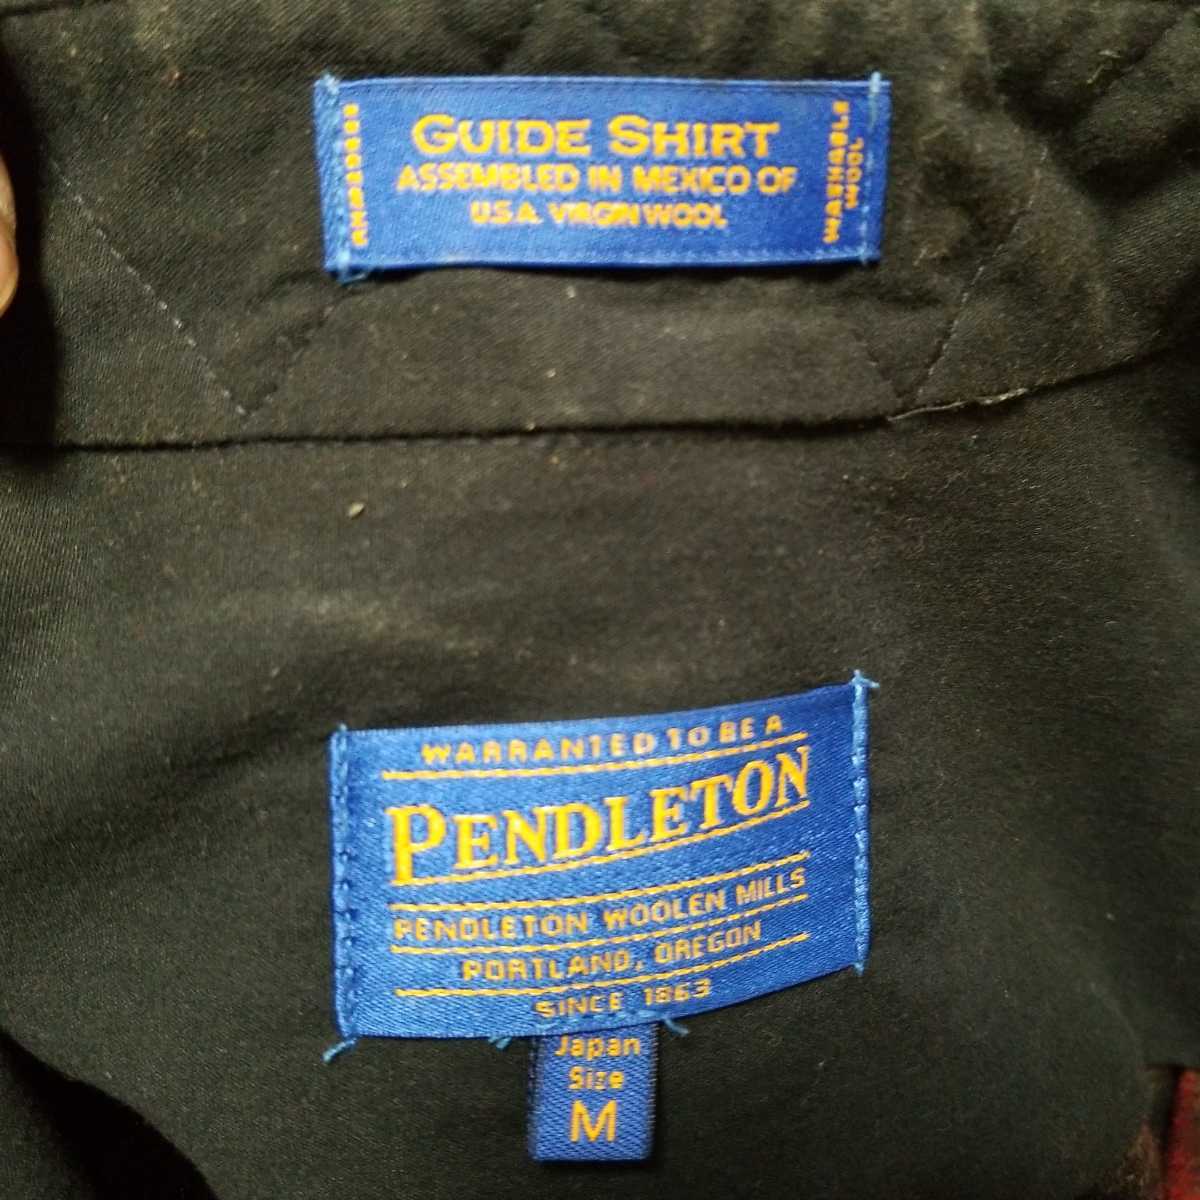 GUIDE SHIRT
ASSEMBLED IN MEXICO OF
U.S.A. VIRGIN WOOL
WASHABLE
WOOL
WARRANTED TO BE A
PENDLETON
PENDLETON WOOLEN MILLS
PORTLAND, OREGON
SINCE 1863
Japan
Size
M